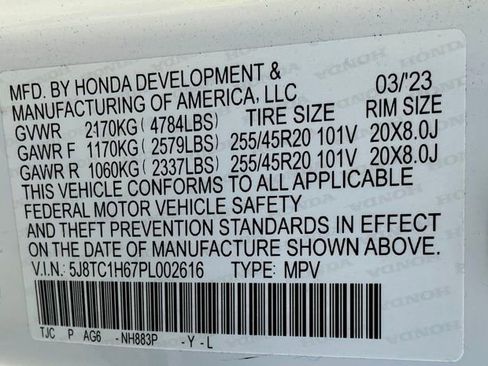 MFD. BY HONDA DEVELOPMENT &
MANUFACTURING OF AMERICA, LLC 03/'23
GVWR 2170KG(4784LBS) TIRE SIZE RIM SIZE
GAWR F 1170KG(2579LBS) 255/45R20 101V 20X8.0J
GAWR R 1060KG(2337LBS) 255/45R20 101V 20X8.0J
THIS VEHICLE CONFORMS TO ALL APPLICABLE
FEDERAL MOTOR VEHICLE SAFETY
AND THEFT PREVENTION STANDARDS IN EFFECT
ON THE DATE OF MANUFACTURE SHOWN ABOVE.
V.I.N.: 5J8TC1H67PL002616 TYPE: MPV
TJC P AG6 -NH883P -Y-L